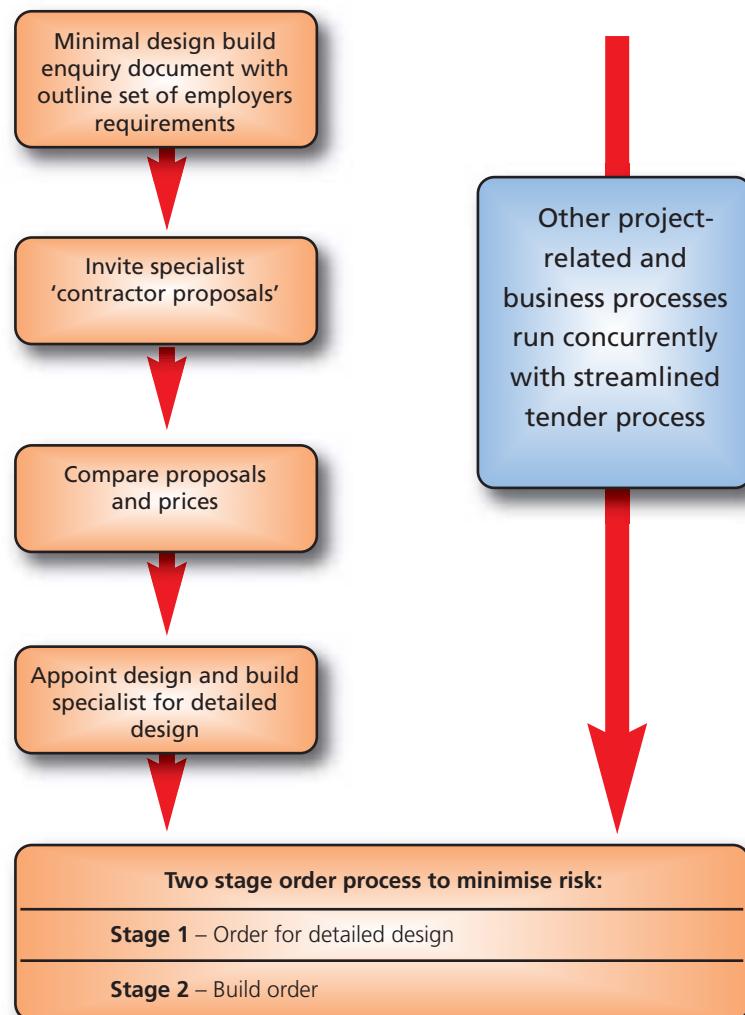 Minimal design build
enquiry document with
outline set of employers
requirements
Invite specialist
‘contractor proposals’
Compare proposals
and prices
Appoint design and build
specialist for detailed
design
Other project-
related and
business processes
run concurrently
with streamlined
tender process
Two stage order process to minimise risk:
Stage 1 – Order for detailed design
Stage 2 – Build order